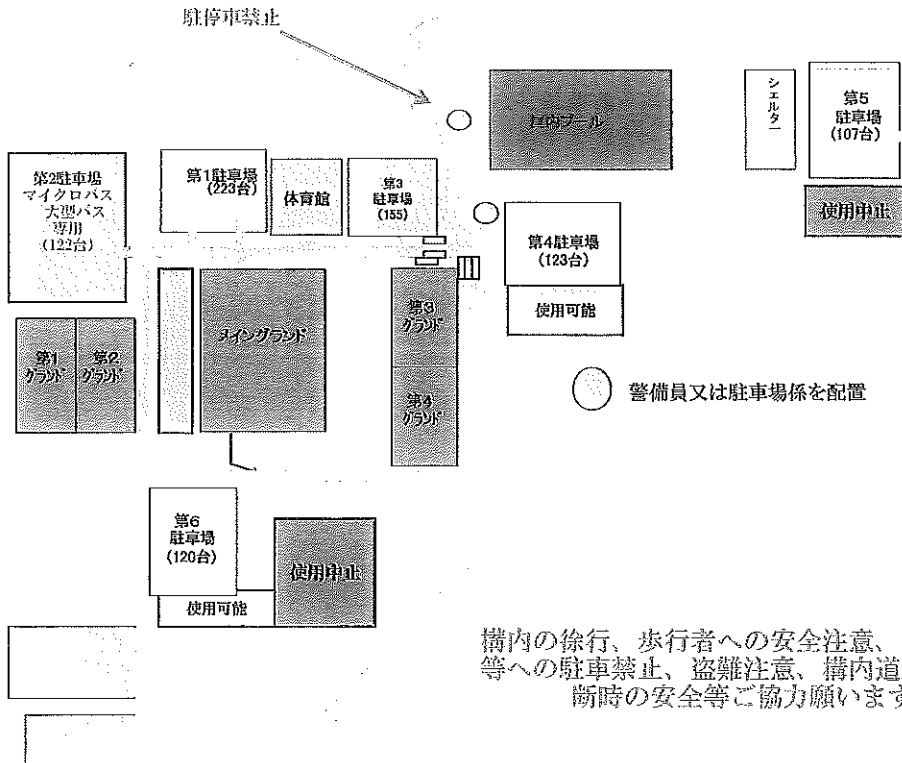 駐停車禁止
屋内プール
シェルター
第5
駐車場
(107台)
使用中止
第2駐車場
マイクロバス
大型バス
専用
(122台)
第1駐車場
(223台)
体育館
第3
駐車場
(155)
第4駐車場
(123台)
使用可能
第1
グランド
第2
グランド
メイングランド
第3
グランド
第4
グランド
警備員又は駐車場係を配置
第6
駐車場
(120台)
使用可能
使用中止
構内の徐行、歩行者への安全注意、
等への駐車禁止、盗難注意、構内道
断時の安全等ご協力願います